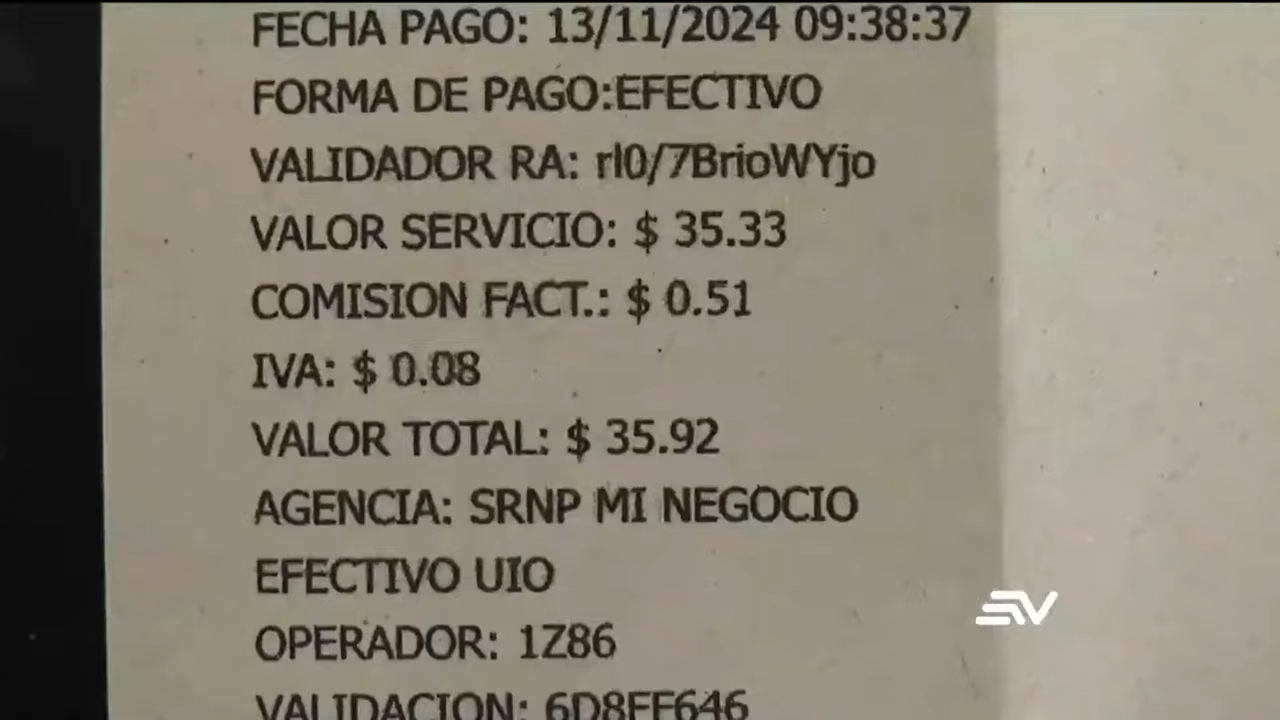 FECHA PAGO: 13/11/2024 09:38:37
FORMA DE PAGO:EFECTIVO
VALIDADOR RA: rl0/7BrioWYjo
VALOR SERVICIO: $ 35.33
COMISION FACT.: $ 0.51
IVA: $ 0.08
VALOR TOTAL: $ 35.92
AGENCIA: SRNP MI NEGOCIO
EFECTIVO UIO
OPERADOR: 1Z86
VALIDACION: 6D8FF646